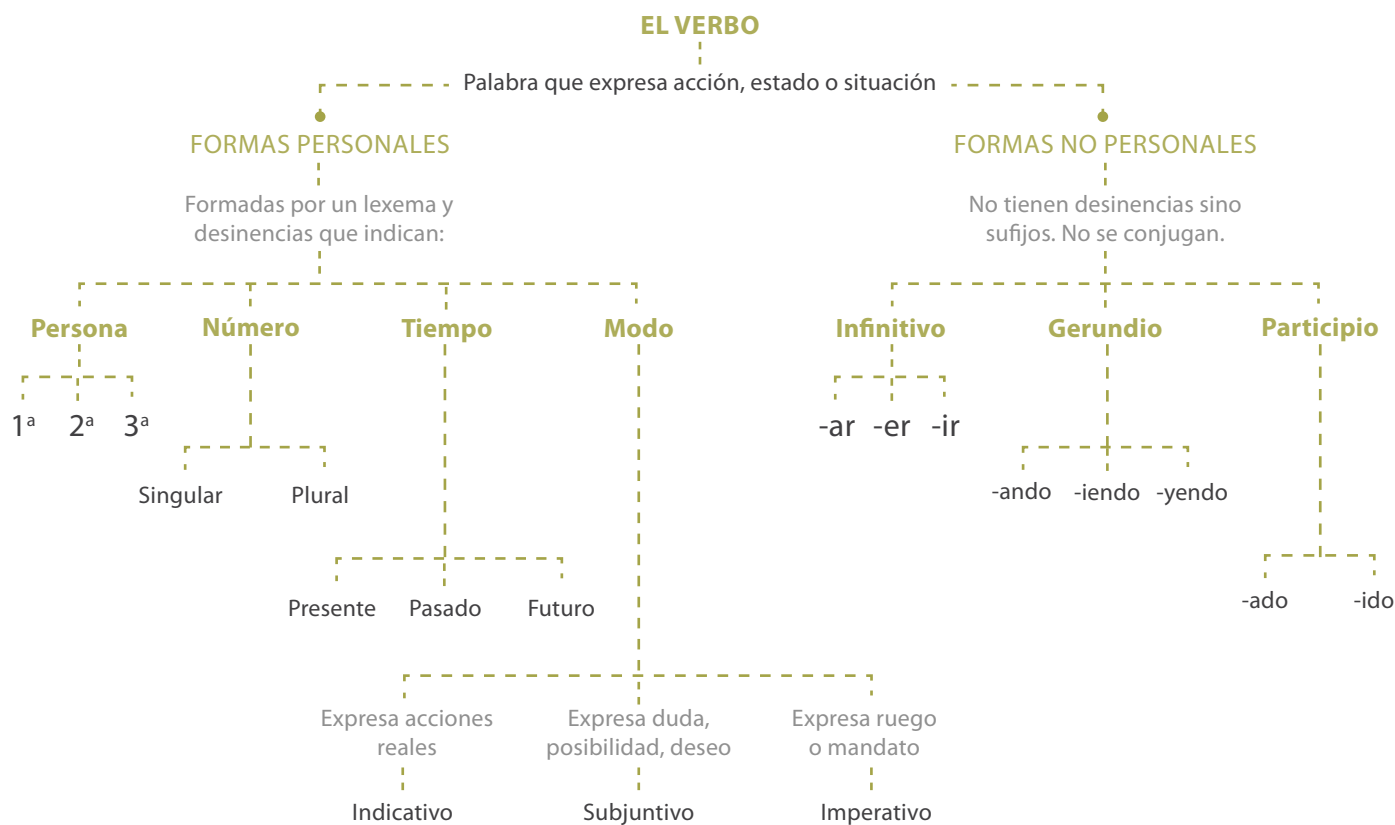 EL VERBO
Palabra que expresa acción, estado o situación
FORMAS PERSONALES
FORMAS NO PERSONALES
Formadas por un lexema y
desinencias que indican:
No tienen desinencias sino
sufijos. No se conjugan.
Persona
Número
Tiempo
Modo
Infinitivo
Gerundio
Participio
1ª 2ª 3ª
-ar -er -ir
Singular Plural
-ando -iendo -yendo
Presente Pasado Futuro
-ado -ido
Expresa acciones
reales
Expresa duda,
posibilidad, deseo
Expresa ruego
o mandato
Indicativo
Subjuntivo
Imperativo